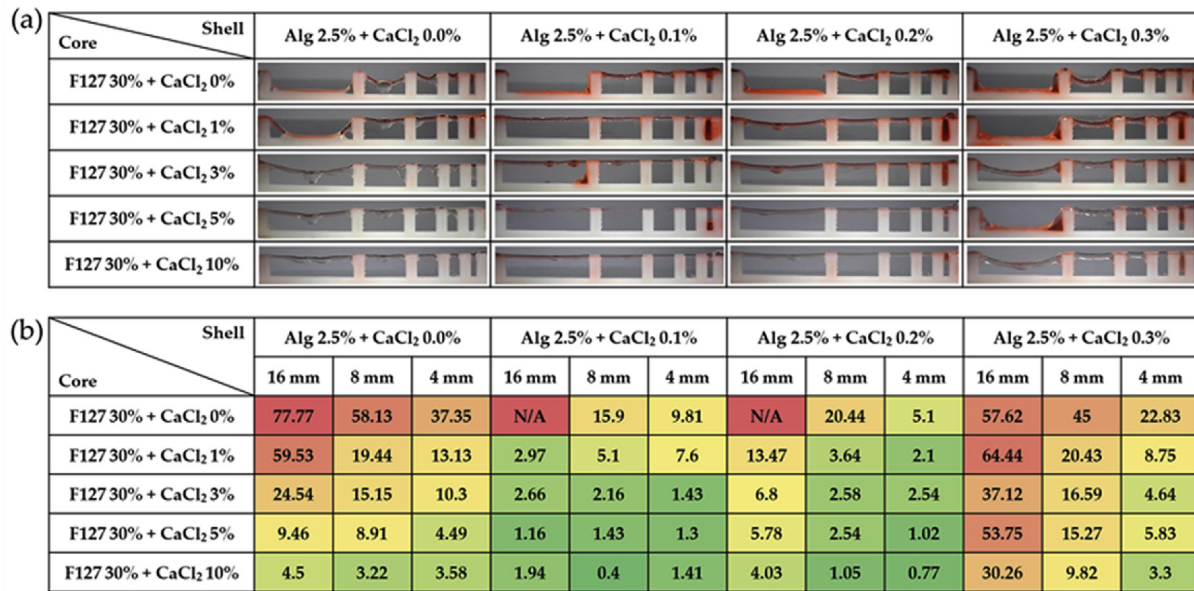 (a)
Shell
Core
Alg 2.5% + CaCl₂ 0.0%
Alg 2.5% + CaCl₂ 0.1%
Alg 2.5% + CaCl₂ 0.2%
Alg 2.5% + CaCl₂ 0.3%
F127 30% + CaCl₂ 0%
F127 30% + CaCl₂ 1%
F127 30% + CaCl₂ 3%
F127 30% + CaCl₂ 5%
F127 30% + CaCl₂ 10%
(b)
Shell
Core
Alg 2.5% + CaCl₂ 0.0% Alg 2.5% + CaCl₂ 0.1% Alg 2.5% + CaCl₂ 0.2% Alg 2.5% + CaCl₂ 0.3%
16 mm 8 mm 4 mm 16 mm 8 mm 4 mm 16 mm 8 mm 4 mm 16 mm 8 mm 4 mm
F127 30% + CaCl₂ 0% 77.77 58.13 37.35 N/A 15.9 9.81 N/A 20.44 5.1 57.62 45 22.83
F127 30% + CaCl₂ 1% 59.53 19.44 13.13 2.97 5.1 7.6 13.47 3.64 2.1 64.44 20.43 8.75
F127 30% + CaCl₂ 3% 24.54 15.15 10.3 2.66 2.16 1.43 6.8 2.58 2.54 37.12 16.59 4.64
F127 30% + CaCl₂ 5% 9.46 8.91 4.49 1.16 1.43 1.3 5.78 2.54 1.02 53.75 15.27 5.83
F127 30% + CaCl₂ 10% 4.5 3.22 3.58 1.94 0.4 1.41 4.03 1.05 0.77 30.26 9.82 3.3